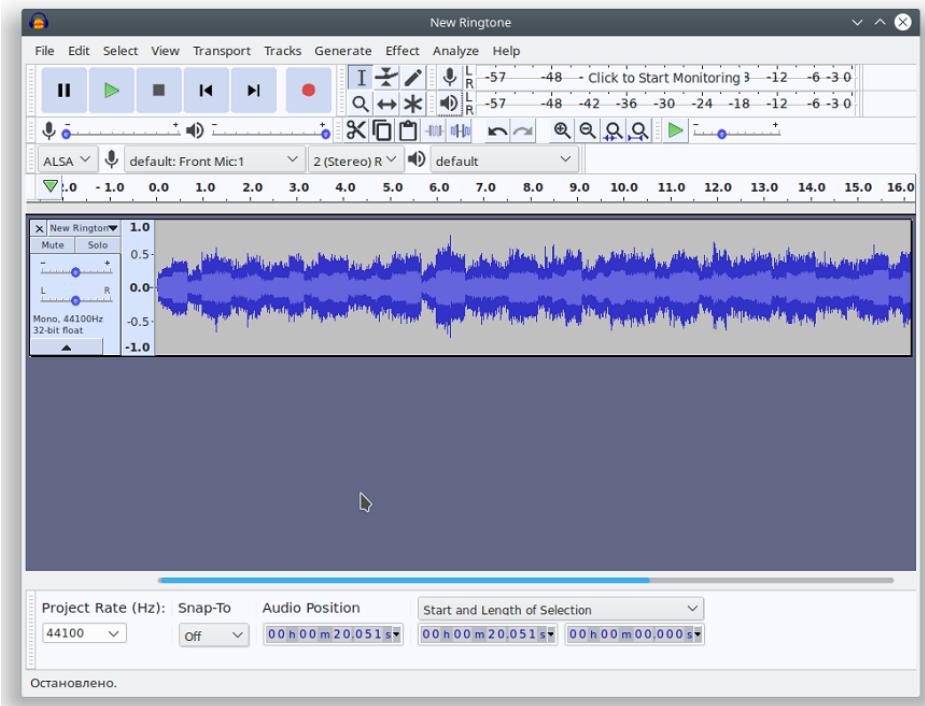 New Ringtone
File Edit Select View Transport Tracks Generate Effect Analyze Help
L
R
-57 -48 - Click to Start Monitoring 3 -12 -6 -3 0
L
R
-57 -48 -42 -36 -30 -24 -18 -12 -6 -3 0
- + - +
- +
ALSA default: Front Mic:1 2 (Stereo) R default
- 1.0 0.0 1.0 2.0 3.0 4.0 5.0 6.0 7.0 8.0 9.0 10.0 11.0 12.0 13.0 14.0 15.0 16.0
X New Rington 1.0
Mute Solo
0.5
- +
L R
0.0
Mono, 44100Hz
32-bit float
-0.5
-1.0
Project Rate (Hz): Snap-To Audio Position Start and Length of Selection
44100 Off 00 h 00 m 20.051 s 00 h 00 m 20.051 s 00 h 00 m 00.000 s
Остановлено.